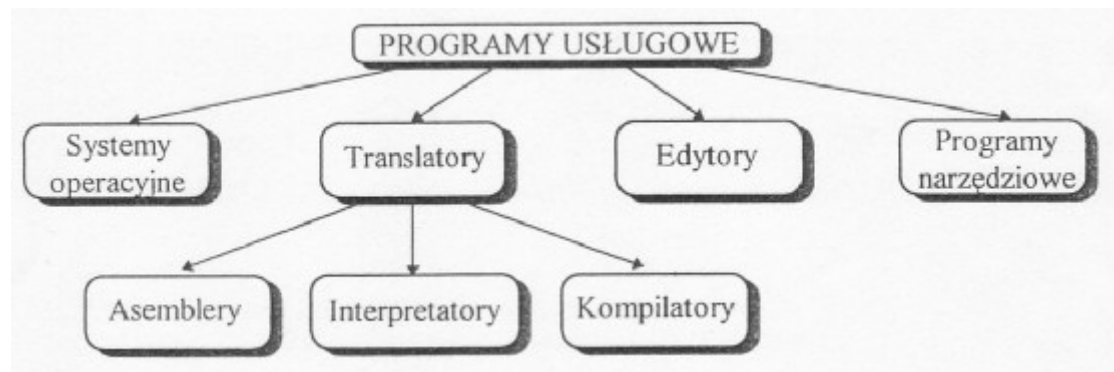 PROGRAMY USŁUGOWE
Systemy
operacyjne
Translatory
Edytory
Programy
narzędziowe
Asemblery
Interpretatory
Kompilatory